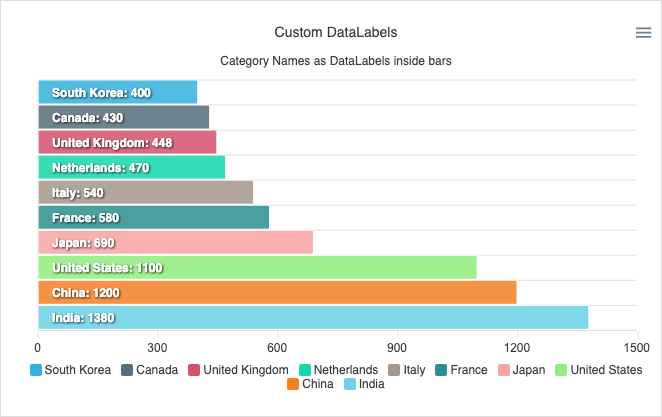 Custom DataLabels
Category Names as DataLabels inside bars
South Korea: 400
Canada: 430
United Kingdom: 448
Netherlands: 470
Italy: 540
France: 580
Japan: 690
United States: 1100
China: 1200
India: 1380
0 300 600 900 1200 1500
South Korea Canada United Kingdom Netherlands Italy France Japan United States
China India